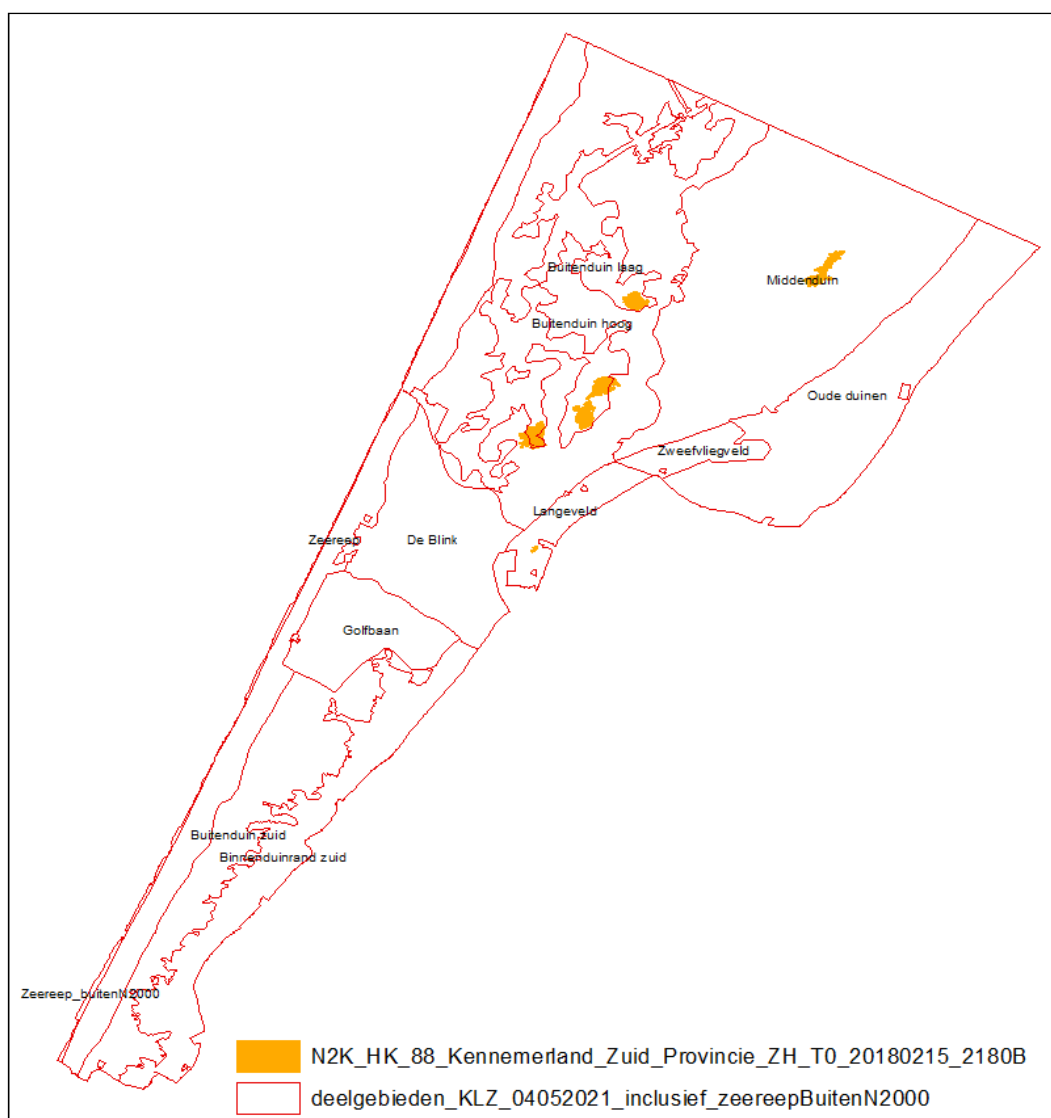 Buitenduin laag
Middenduin
Buitenduin hoog
Oude duinen
Zweefvliegveld
Langeveld
Zeereep
De Blink
Golfbaan
Buitenduin zuid
Binnenduinrand zuid
Zeereep_buitenN2000
N2K_HK_88_Kennemerland_Zuid_Provincie_ZH_T0_20180215_2180B
deelgebieden_KLZ_04052021_inclusief_zeereepBuitenN2000